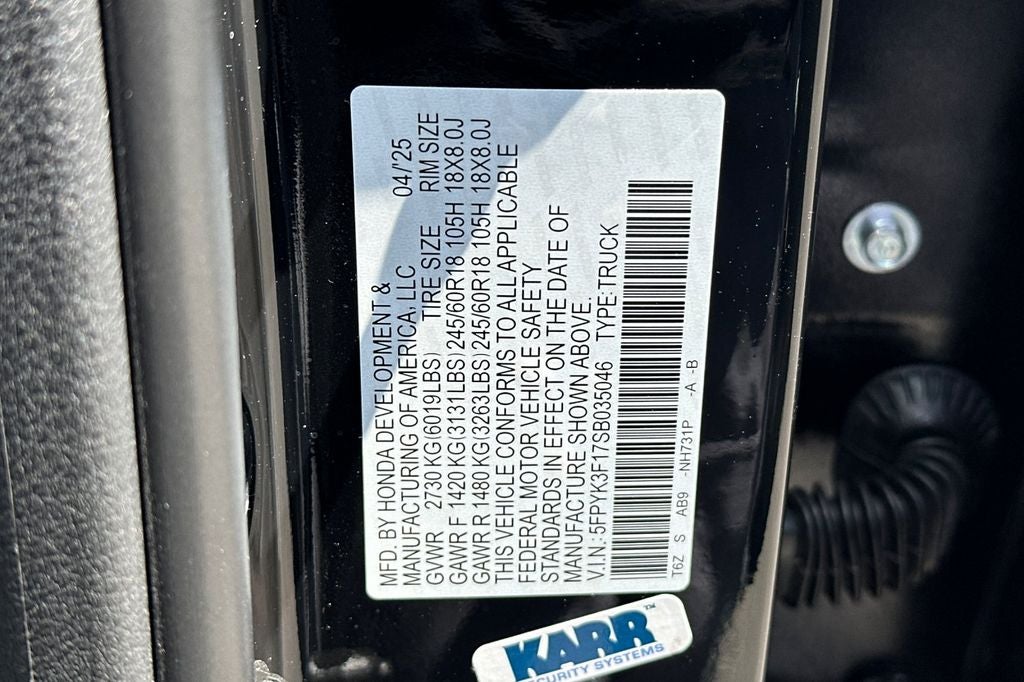 MFD. BY HONDA DEVELOPMENT &
MANUFACTURING OF AMERICA, LLC 04/'25
GVWR 2730 KG(6019LBS) TIRE SIZE RIM SIZE
GAWR F 1420 KG(3131LBS)245/60R18 105H 18X8.0J
GAWR R 1480 KG(3263LBS)245/60R18 105H 18X8.0J
THIS VEHICLE CONFORMS TO ALL APPLICABLE
FEDERAL MOTOR VEHICLE SAFETY
STANDARDS IN EFFECT ON THE DATE OF
MANUFACTURE SHOWN ABOVE.
V.I.N.: 5FPYK3F17SB035046 TYPE:TRUCK
T6Z S AB9 -NH731P -A -B
KARR™
SECURITY SYSTEMS